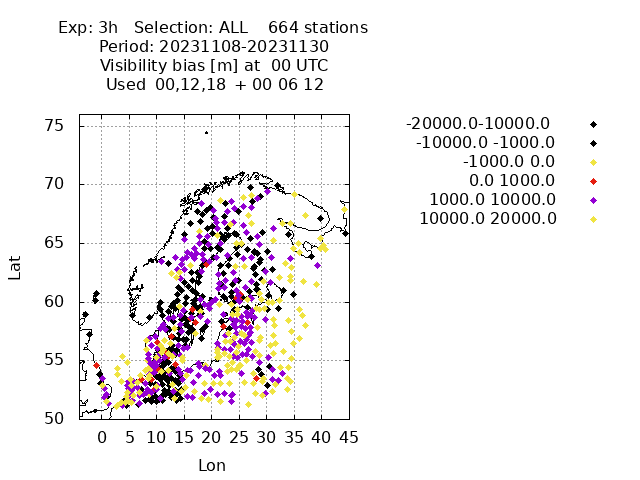 Exp: 3h   Selection: ALL    664 stations
Period: 20231108-20231130
Visibility bias [m] at  00 UTC
Used  00,12,18  + 00 06 12
-20000.0-10000.0
-10000.0 -1000.0
-1000.0 0.0
0.0 1000.0
1000.0 10000.0
10000.0 20000.0
75
70
65
60
55
50
Lat
0 5 10 15 20 25 30 35 40 45
Lon